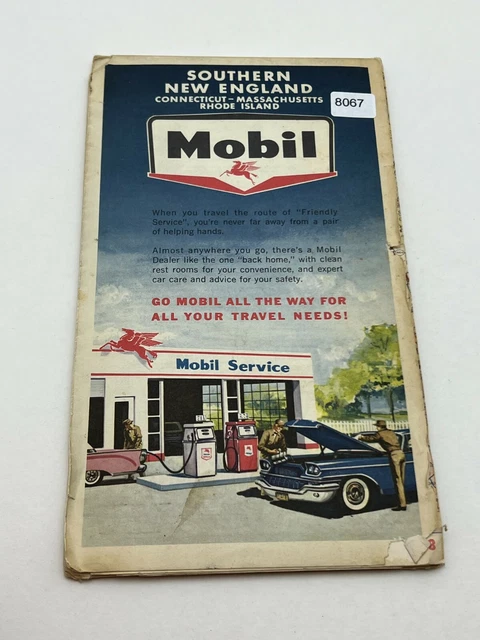 SOUTHERN
NEW ENGLAND
CONNECTICUT – MASSACHUSETTS
RHODE ISLAND
8067
Mobil
When you travel the route of "Friendly
Service", you're never far away from a pair
of helping hands.
Almost anywhere you go, there's a Mobil
Dealer like the one "back home," with clean
rest rooms for your convenience, and expert
car care and advice for your safety.
GO MOBIL ALL THE WAY FOR
ALL YOUR TRAVEL NEEDS!
Mobil Service
8